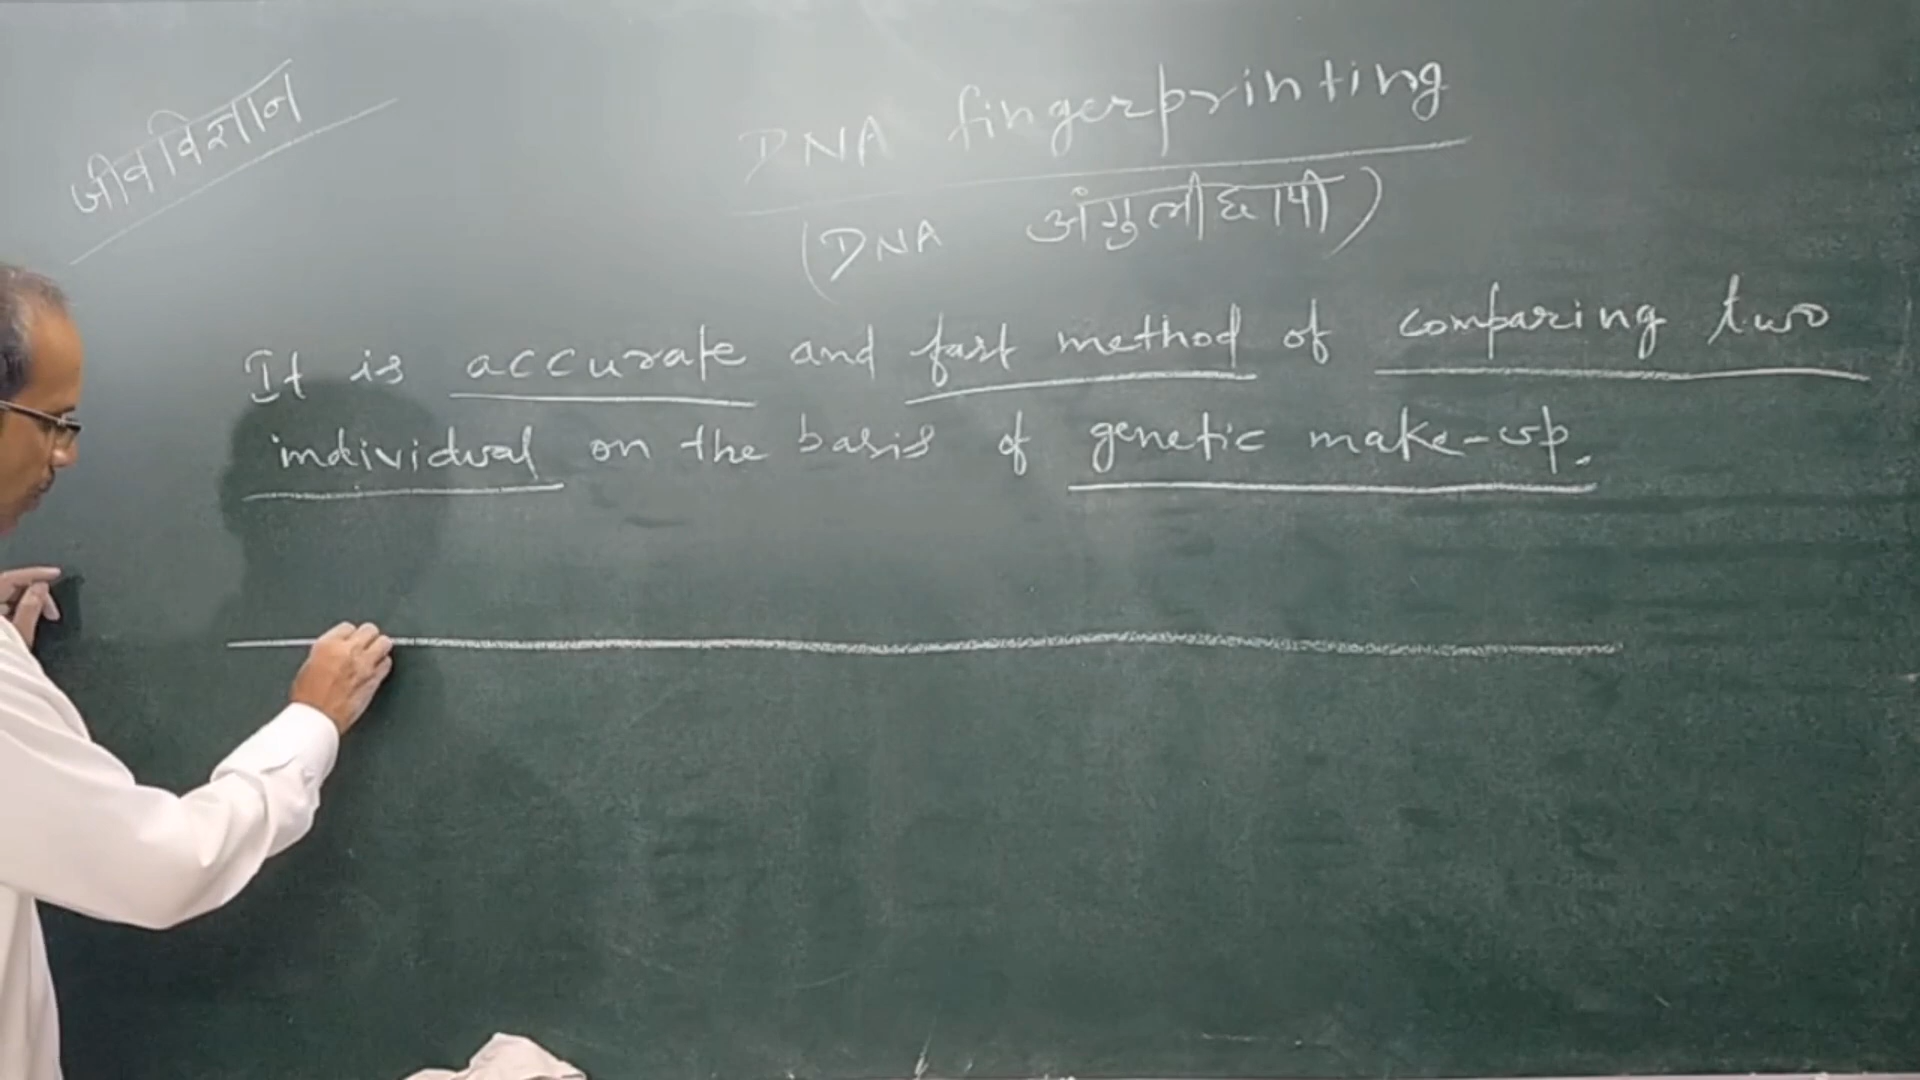 जीव विज्ञान
DNA fingerprinting
(DNA अंगुलीछापी)
It is accurate and fast method of comparing two
individual on the basis of genetic make-up.